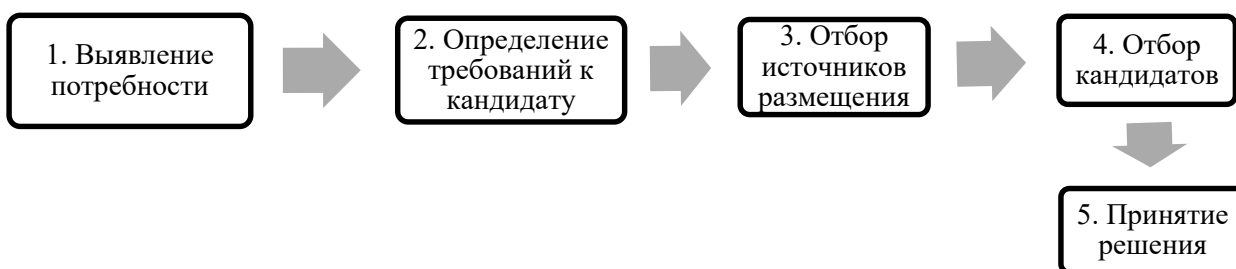 1. Выявление
потребности
2. Определение
требований к
кандидату
3. Отбор
источников
размещения
4. Отбор
кандидатов
5. Принятие
решения